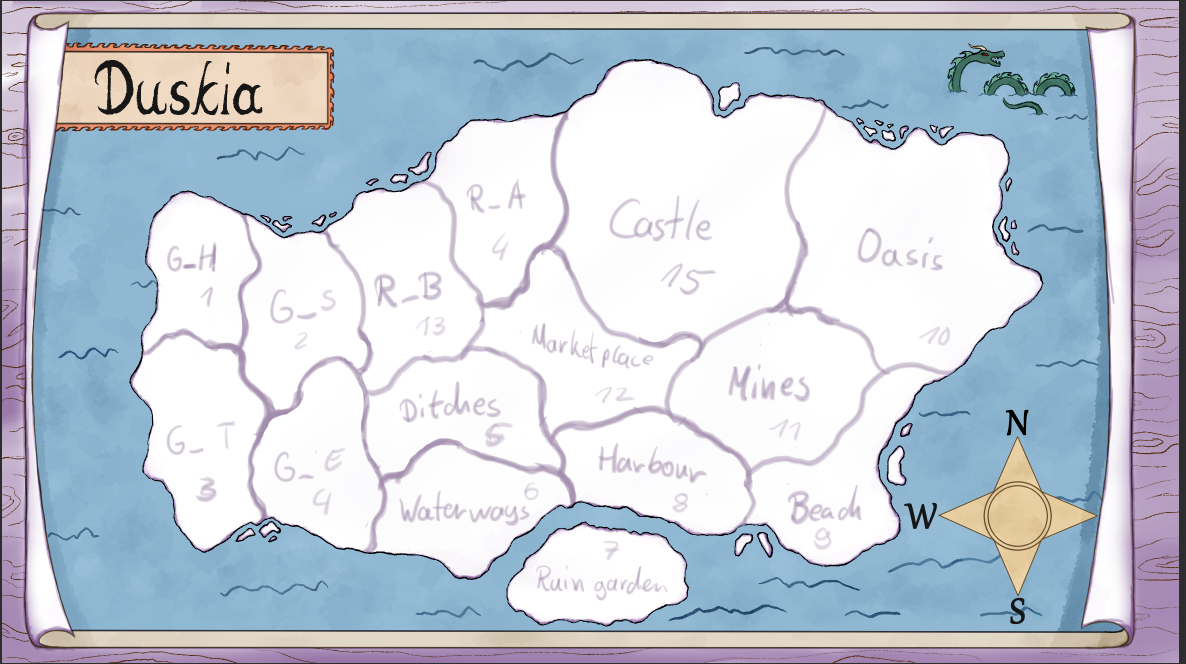 Duskia
G_H
1
G_S
2
G_T
3
G_E
4
R_B
13
R_A
4
Castle
15
Oasis
10
Marketplace
12
Mines
11
Ditches
5
Waterways
6
Harbour
8
Beach
9
7
Ruin garden
N
W
S